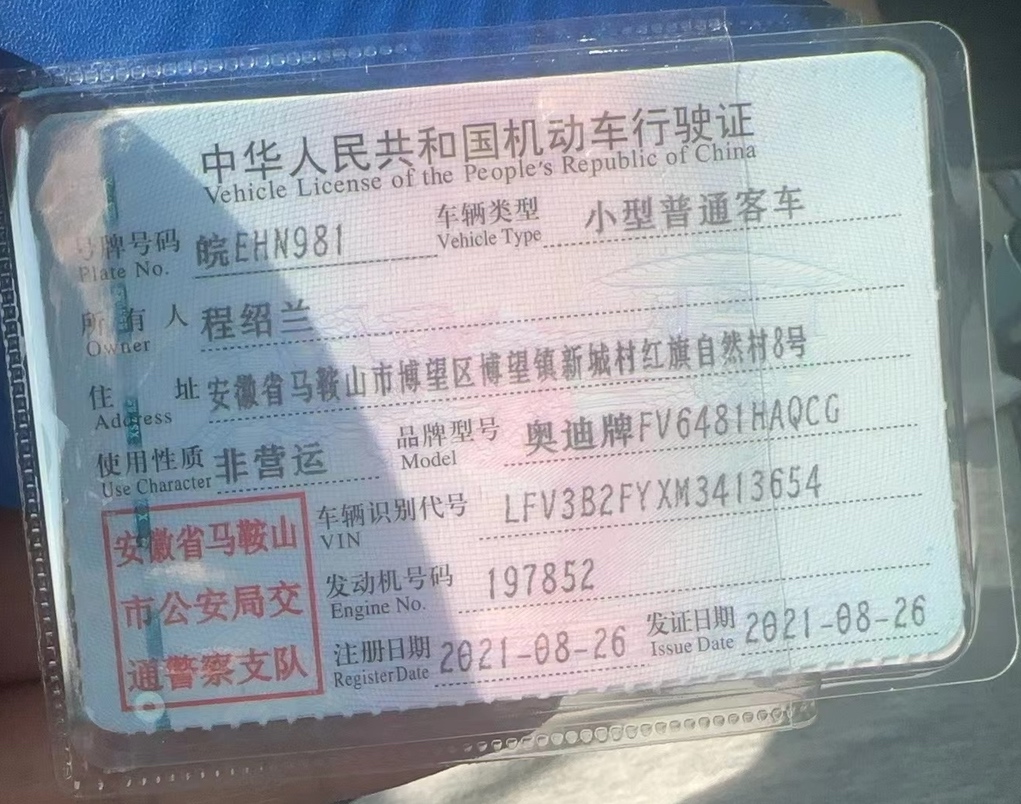 中华人民共和国机动车行驶证
Vehicle License of the People's Republic of China
号牌号码 皖EHN981 车辆类型 小型普通客车
Plate No. Vehicle Type
所有人 程绍兰
Owner
住址 安徽省马鞍山市博望区博望镇新城村红旗自然村8号
Address
使用性质 非营运 品牌型号 奥迪牌FV6481HAQCG
Use Character Model
车辆识别代号 LFV3B2FYXM3413654
VIN
发动机号码 197852
Engine No.
注册日期 2021-08-26 发证日期 2021-08-26
Register Date Issue Date
安徽省马鞍山
市公安局交
通警察支队